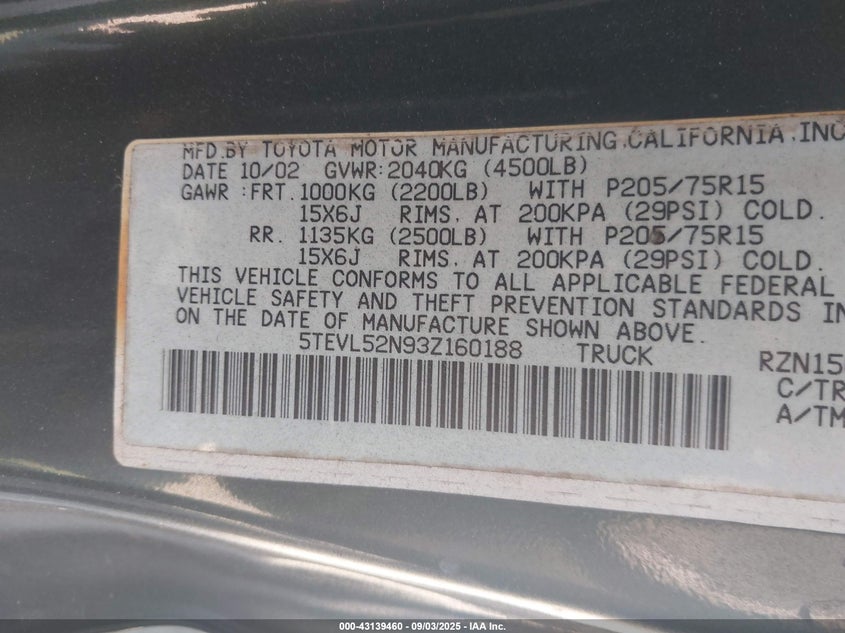 MFD.BY TOYOTA MOTOR MANUFACTURING,CALIFORNIA,INC
DATE 10/02 GVWR:2040KG (4500LB)
GAWR :FRT. 1000KG (2200LB) WITH P205/75R15
15X6J RIMS. AT 200KPA (29PSI) COLD.
RR. 1135KG (2500LB) WITH P205/75R15
15X6J RIMS. AT 200KPA (29PSI) COLD.
THIS VEHICLE CONFORMS TO ALL APPLICABLE FEDERAL
VEHICLE SAFETY AND THEFT PREVENTION STANDARDS IN
ON THE DATE OF MANUFACTURE SHOWN ABOVE.
5TEVL52N93Z160188 TRUCK RZN15
C/TR
A/TM
000-43139460 - 09/03/2025 - IAA Inc.